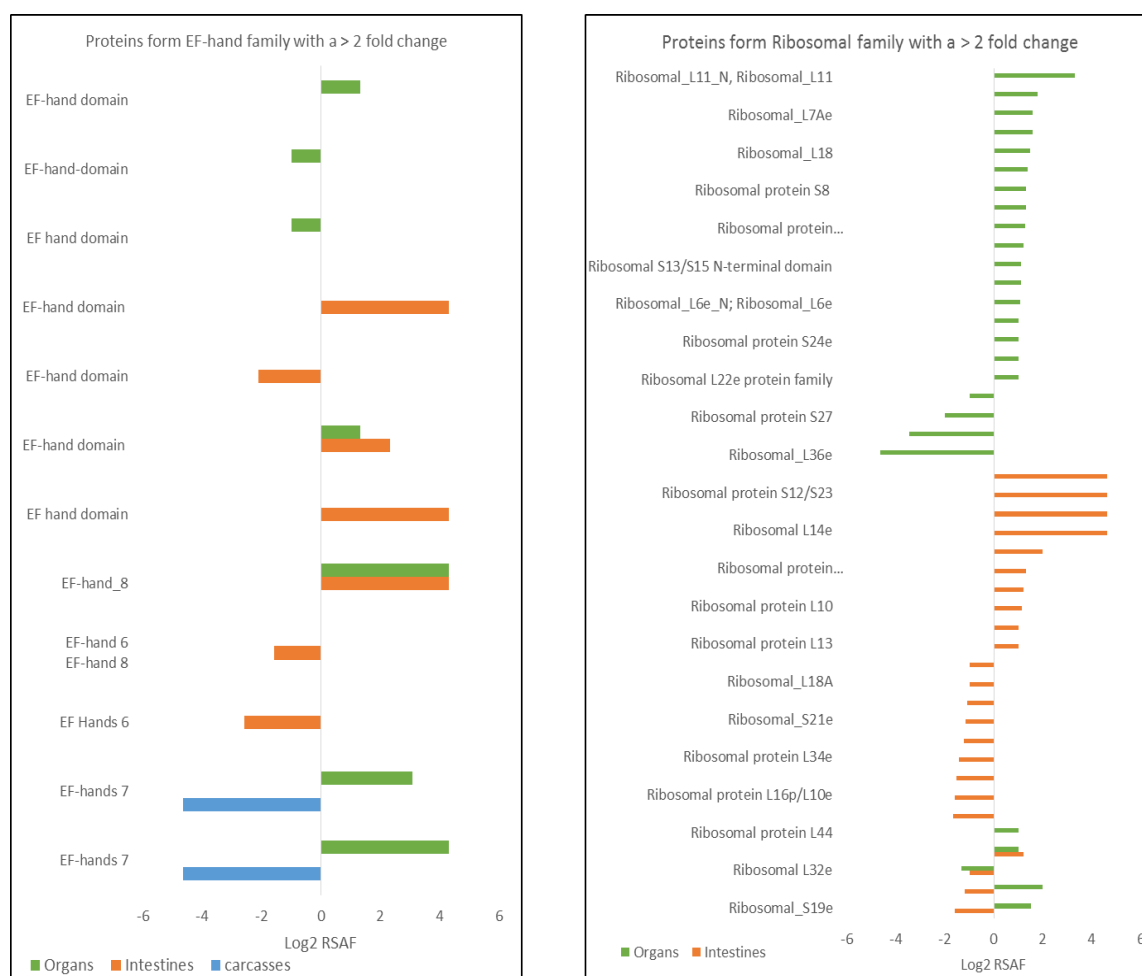 Proteins form EF-hand family with a > 2 fold change
EF-hand domain
EF-hand-domain
EF hand domain
EF-hand domain
EF-hand domain
EF-hand domain
EF hand domain
EF-hand_8
EF-hand 6
EF-hand 8
EF Hands 6
EF-hands 7
EF-hands 7
-6 -4 -2 0 2 4 6
Log2 RSAF
Organs Intestines carcasses
Proteins form Ribosomal family with a > 2 fold change
Ribosomal_L11_N, Ribosomal_L11
Ribosomal_L7Ae
Ribosomal_L18
Ribosomal protein S8
Ribosomal protein...
Ribosomal S13/S15 N-terminal domain
Ribosomal_L6e_N; Ribosomal_L6e
Ribosomal protein S24e
Ribosomal L22e protein family
Ribosomal protein S27
Ribosomal_L36e
Ribosomal protein S12/S23
Ribosomal L14e
Ribosomal protein...
Ribosomal protein L10
Ribosomal protein L13
Ribosomal_L18A
Ribosomal_S21e
Ribosomal protein L34e
Ribosomal protein L16p/L10e
Ribosomal protein L44
Ribosomal L32e
Ribosomal_S19e
-6 -4 -2 0 2 4 6
Organs Intestines
Log2 RSAF